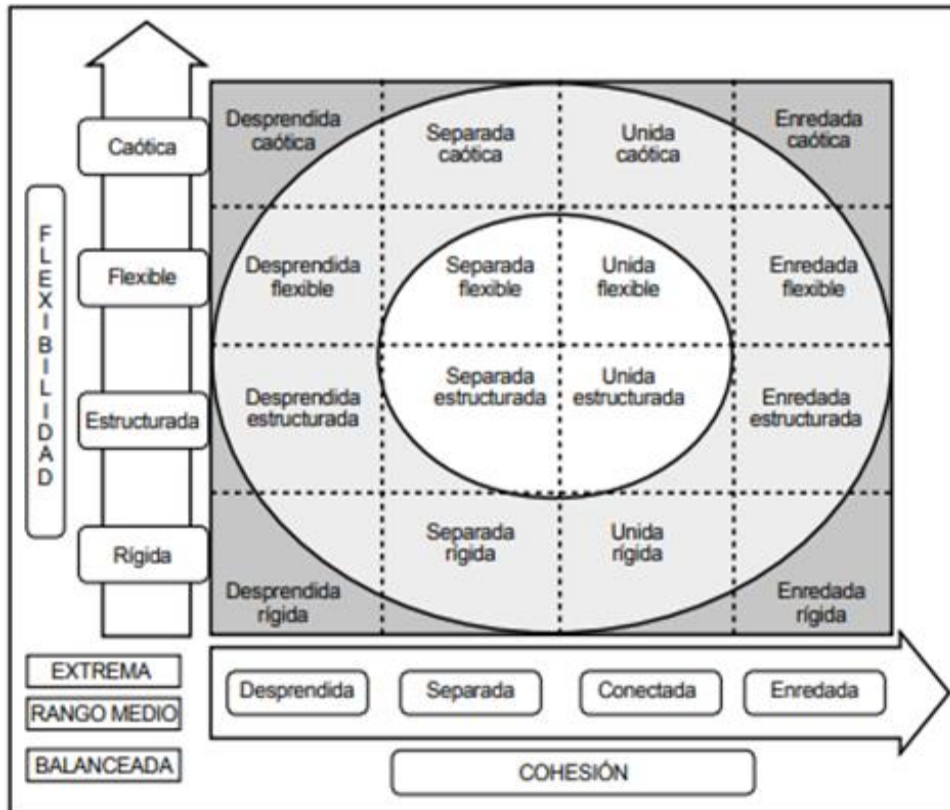 Caótica
Desprendida
caótica
Separada
caótica
Unida
caótica
Enredada
caótica
FLEXIBILIDAD
Flexible
Desprendida
flexible
Separada
flexible
Unida
flexible
Enredada
flexible
Estructurada
Desprendida
estructurada
Separada
estructurada
Unida
estructurada
Enredada
estructurada
Rígida
Desprendida
rígida
Separada
rígida
Unida
rígida
Enredada
rígida
EXTREMA
RANGO MEDIO
BALANCEADA
Desprendida
Separada
Conectada
Enredada
COHESIÓN